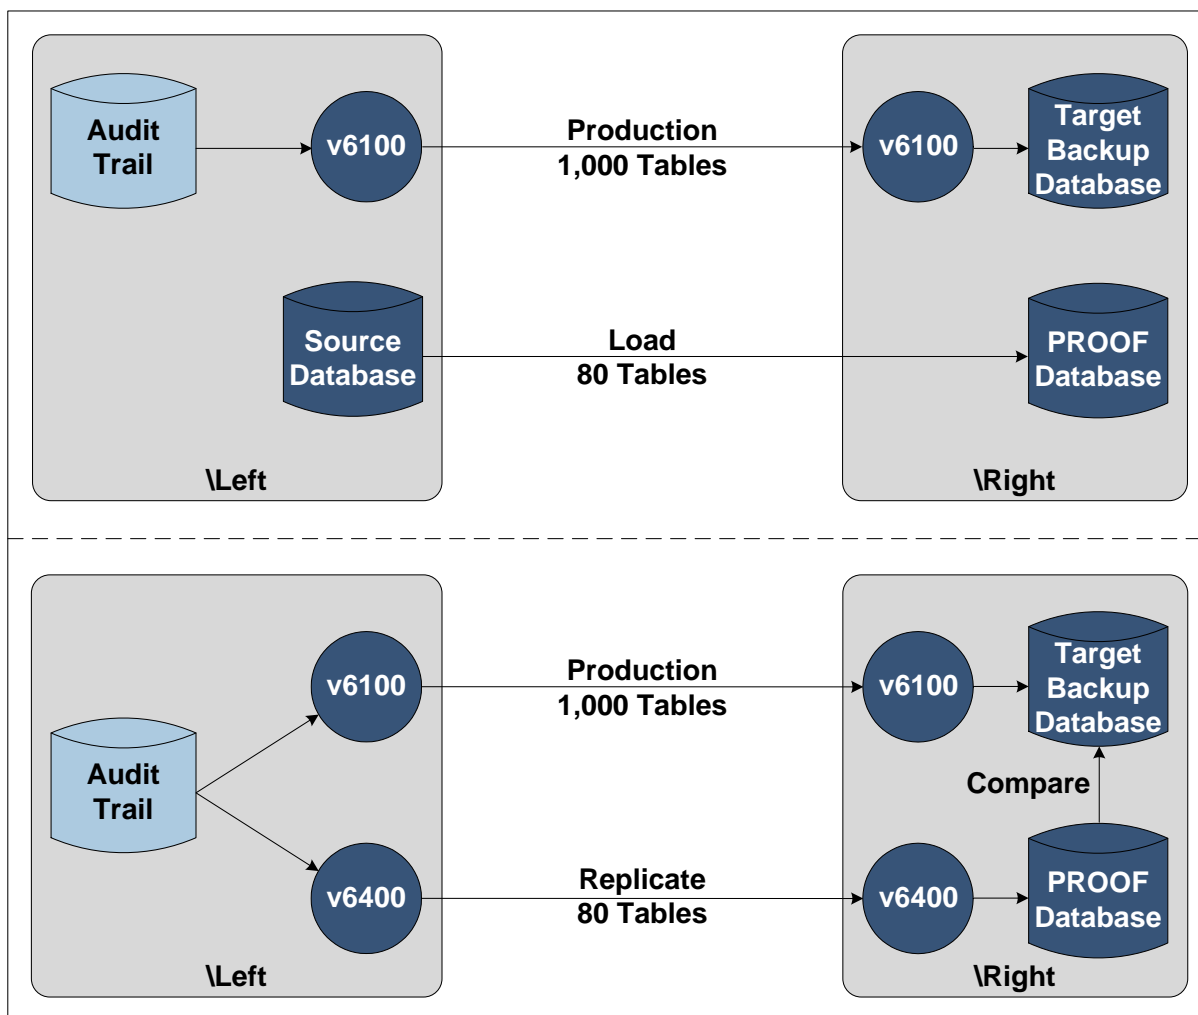 Audit
Trail
v6100
Production
1,000 Tables
v6100
Target
Backup
Database
Source
Database
Load
80 Tables
PROOF
Database
\Left
\Right
Audit
Trail
v6100
Production
1,000 Tables
v6100
Target
Backup
Database
Compare
v6400
Replicate
80 Tables
v6400
PROOF
Database
\Left
\Right